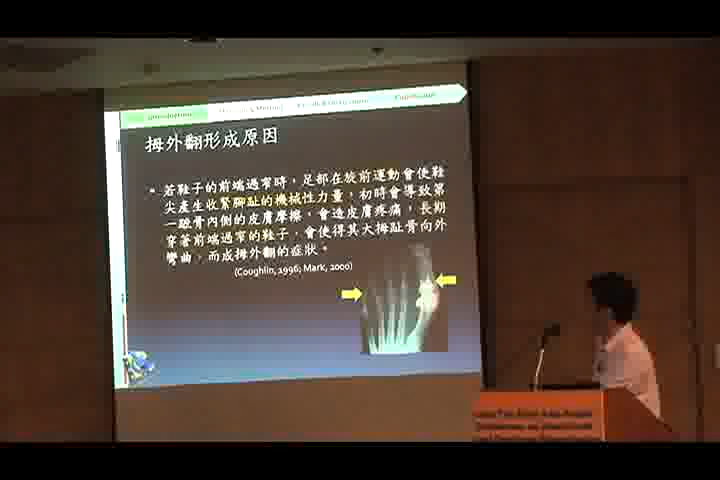 Introduction
拇外翻形成原因
若鞋子的前端過窄時，足部在放前運動會使鞋
尖產生收緊腳趾的機械性力量，初時會導致第
一蹠骨內側的皮膚摩擦，會造皮膚疼痛，長期
穿著前端過窄的鞋子，會使得其大拇趾骨向外
彎曲，而成拇外翻的症狀。
(Coughlin, 1996; Mark, 2000)